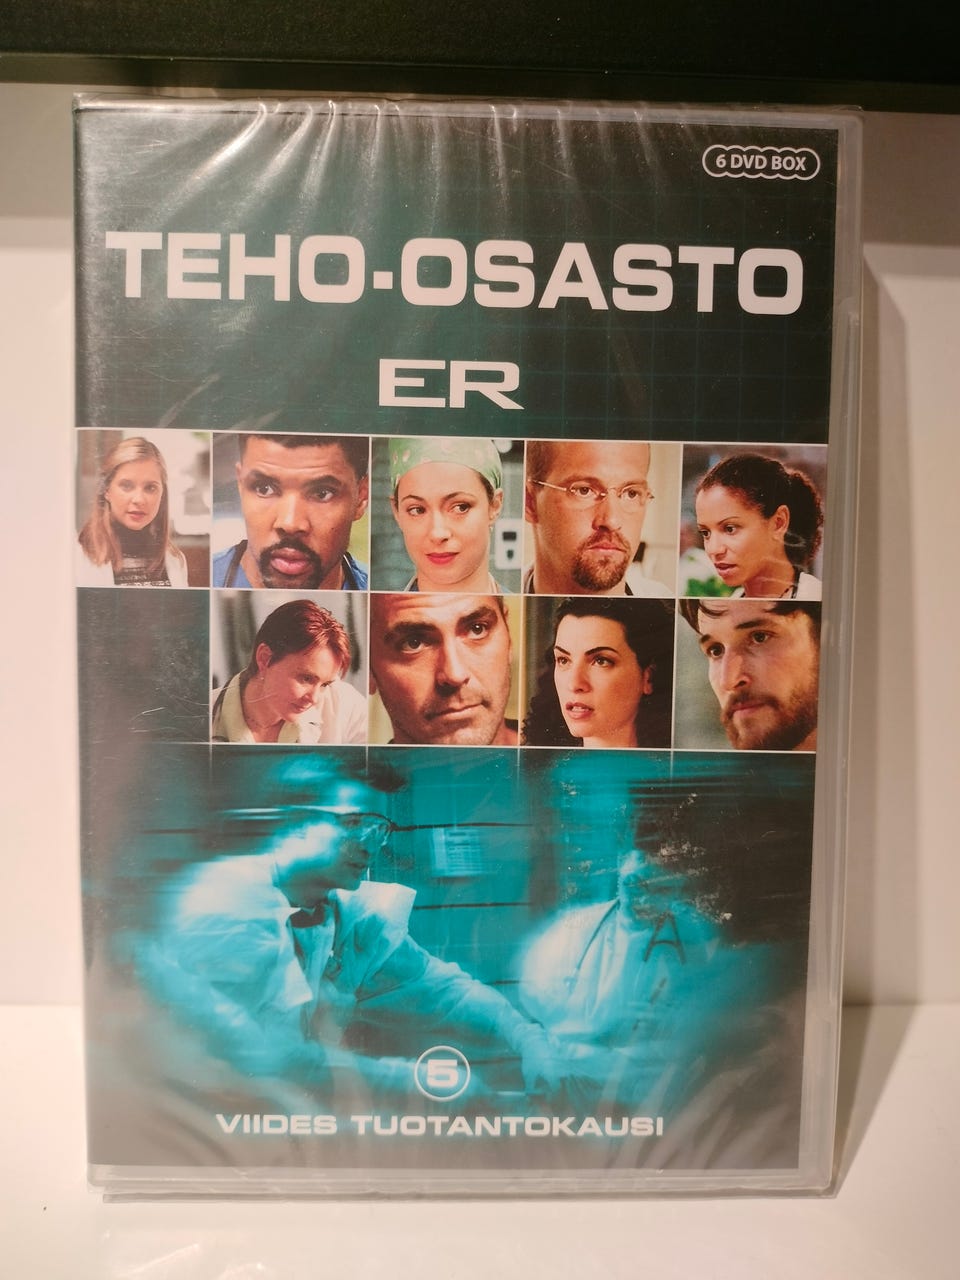 6 DVD BOX
TEHO-OSASTO
ER
5
VIIDES TUOTANTOKAUSI